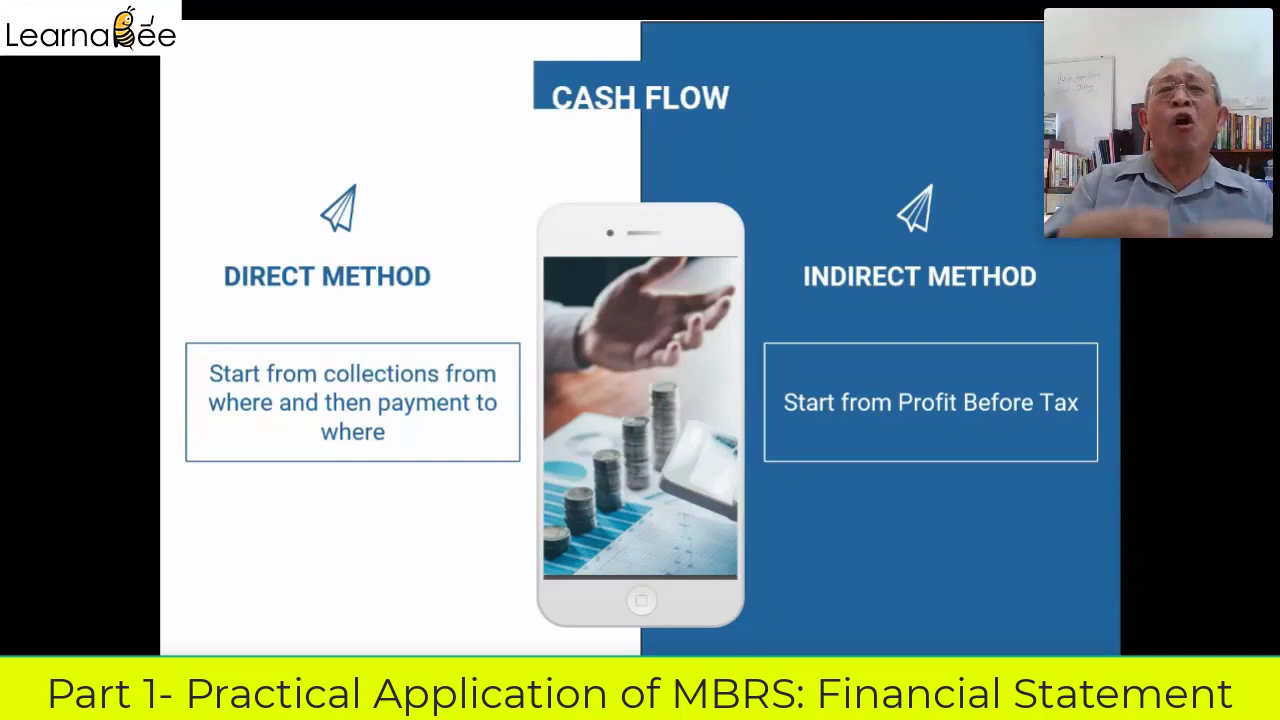 LearnaBee
CASH FLOW
DIRECT METHOD
Start from collections from
where and then payment to
where
INDIRECT METHOD
Start from Profit Before Tax
Part 1- Practical Application of MBRS: Financial Statement